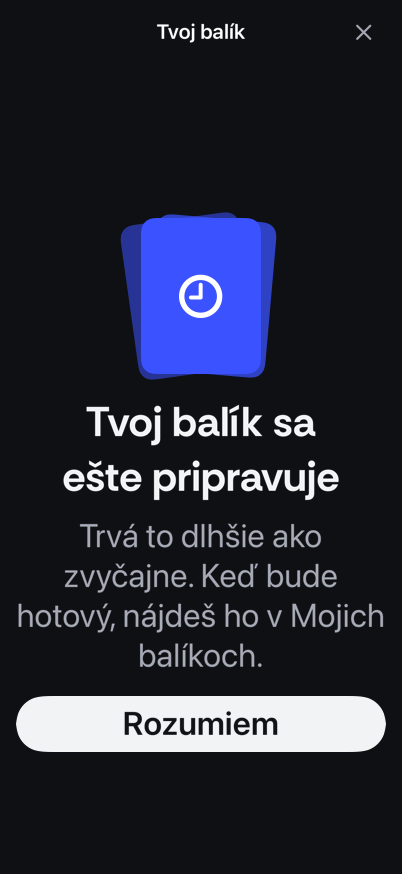 Tvoj balík
Tvoj balík sa
ešte pripravuje
Trvá to dlhšie ako
zvyčajne. Keď bude
hotový, nájdeš ho v Mojich
balíkoch.
Rozumiem